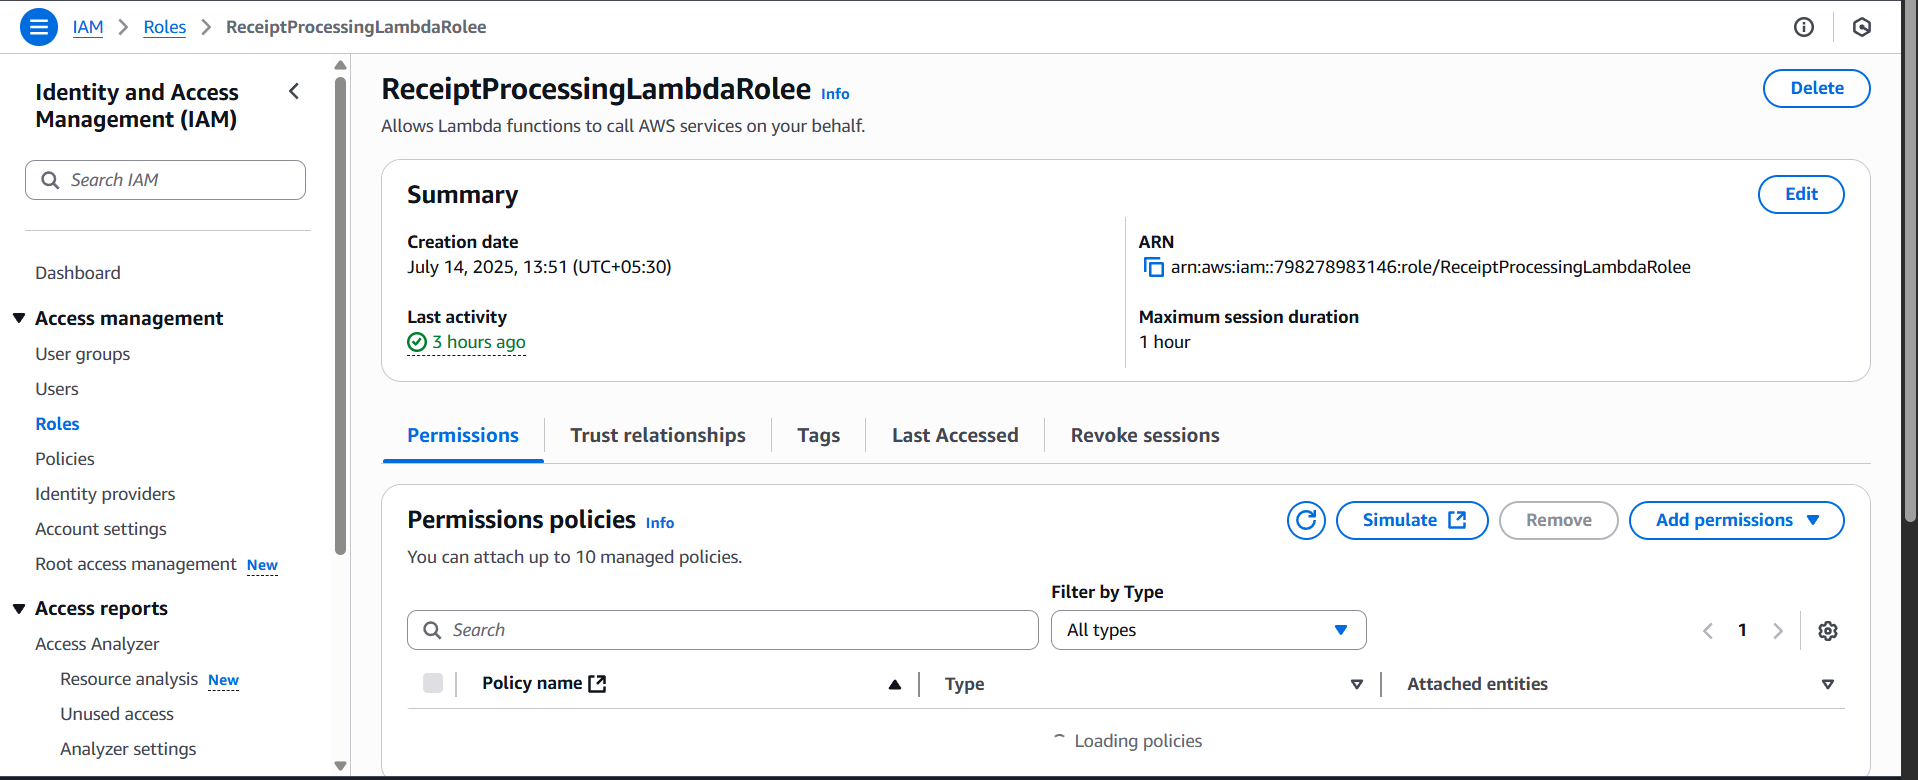 IAM > Roles > ReceiptProcessingLambdaRolee
Identity and Access
Management (IAM)
Search IAM
Dashboard
Access management
User groups
Users
Roles
Policies
Identity providers
Account settings
Root access management New
Access reports
Access Analyzer
Resource analysis New
Unused access
Analyzer settings
ReceiptProcessingLambdaRolee Info
Delete
Allows Lambda functions to call AWS services on your behalf.
Summary
Edit
Creation date
July 14, 2025, 13:51 (UTC+05:30)
ARN
arn:aws:iam::798278983146:role/ReceiptProcessingLambdaRolee
Last activity
3 hours ago
Maximum session duration
1 hour
Permissions
Trust relationships
Tags
Last Accessed
Revoke sessions
Permissions policies Info
Simulate
Remove
Add permissions
You can attach up to 10 managed policies.
Filter by Type
Search
All types
1
Policy name
Type
Attached entities
Loading policies